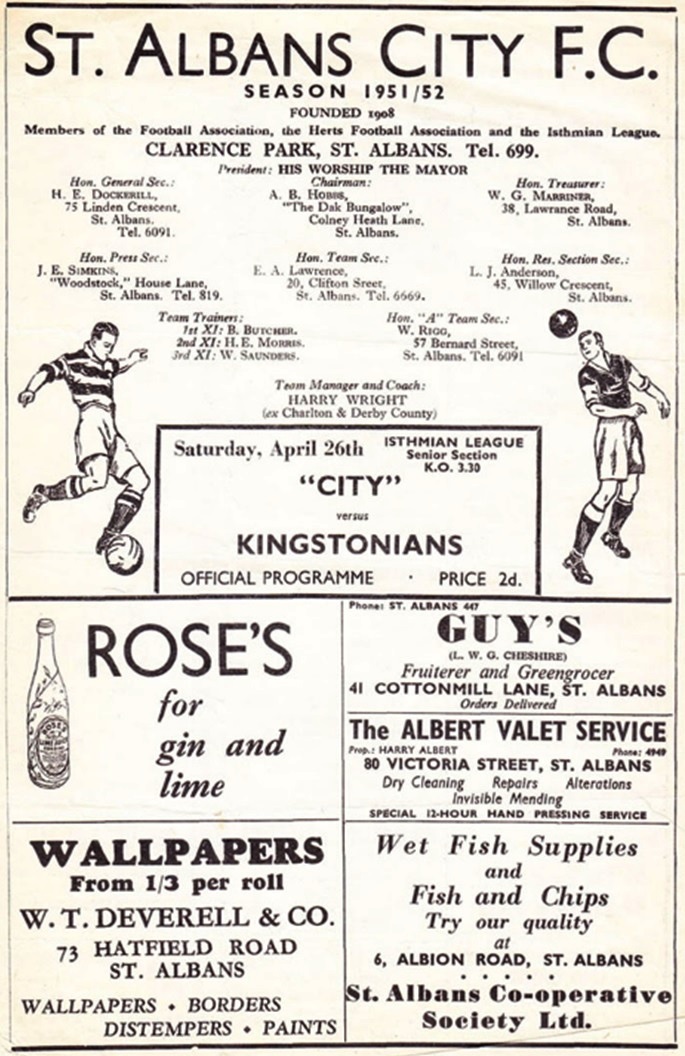 ST. ALBANS CITY F.C.
SEASON 1951/52
FOUNDED 1908
Members of the Football Association, the Herts Football Association and the Isthmian League.
CLARENCE PARK, ST. ALBANS. Tel. 699.
President: HIS WORSHIP THE MAYOR
Hon. General Sec.:
H. E. DOCKERILL,
75 Linden Crescent,
St. Albans.
Tel. 6091.
Chairman:
A. B. HOBBS,
"The Dak Bungalow",
Colney Heath Lane,
St. Albans.
Hon. Treasurer:
W. G. MARRINER,
38, Lawrance Road,
St. Albans.
Hon. Press Sec.:
J. E. SIMKINS,
"Woodstock," House Lane,
St. Albans. Tel. 819.
Hon. Team Secy:
E. A. Lawrence,
20, Clifton Street,
St. Albans. Tel. 6669.
Hon. Res. Section Sec.:
L. J. Anderson,
45, Willow Crescent,
St. Albans.
Team Trainers:
1st XI: B. BUTCHER.
2nd XI: H. E. MORRIS.
3rd XI: W. SAUNDERS.
Hon. "A" Team Sec.:
W. RIGG,
57 Bernard Street,
St. Albans. Tel. 6091
Team Manager and Coach:
HARRY WRIGHT
(ex Charlton & Derby County)
Saturday, April 26th
ISTHMIAN LEAGUE
Senior Section
K.O. 3.30
"CITY"
versus
KINGSTONIANS
OFFICIAL PROGRAMME · PRICE 2d.
ROSE'S
for
gin and
lime
ROSE'S
Phone: ST. ALBANS 447
GUY'S
(L. W. G. CHESHIRE)
Fruiterer and Greengrocer
41 COTTONMILL LANE, ST. ALBANS
Orders Delivered
The ALBERT VALET SERVICE
Prop.: HARRY ALBERT Phone: 4949
80 VICTORIA STREET, ST. ALBANS
Dry Cleaning Repairs Alterations
Invisible Mending
SPECIAL 12-HOUR HAND PRESSING SERVICE
WALLPAPERS
From 1/3 per roll
W. T. DEVERELL & CO.
73 HATFIELD ROAD
ST. ALBANS
WALLPAPERS • BORDERS
DISTEMPERS • PAINTS
Wet Fish Supplies
and
Fish and Chips
Try our quality
at
6, ALBION ROAD, ST. ALBANS
St. Albans Co-operative
Society Ltd.